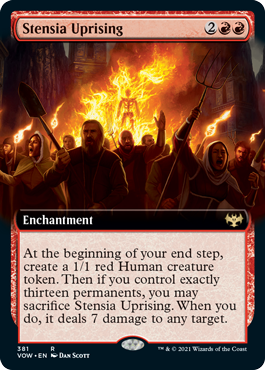 Stensia Uprising 2
Enchantment
At the beginning of your end step,
create a 1/1 red Human creature
token. Then if you control exactly
thirteen permanents, you may
sacrifice Stensia Uprising. When you
do, it deals 7 damage to any target.
381 R
VOW • EN Dan Scott
™ & © 2021 Wizards of the Coast